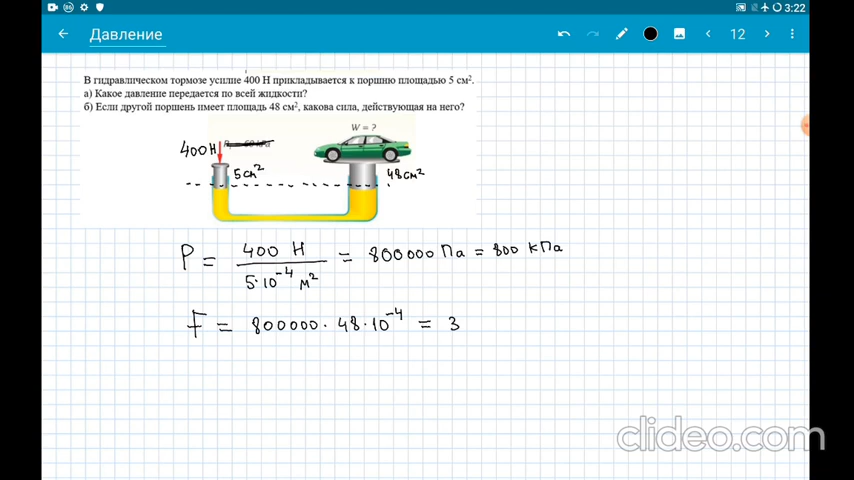 3:22
Давление
12
В гидравлическом тормозе усилие 400 Н прикладывается к поршню площадью 5 см².
а) Какое давление передается по всей жидкости?
б) Если другой поршень имеет площадь 48 см², какова сила, действующая на него?
W = ?
400 Н
5 см²
48 см²
P = 400 Н / 5·10⁻⁴ м² = 800000 Па = 800 кПа
F = 800000 · 48 · 10⁻⁴ = 3
clideo.com